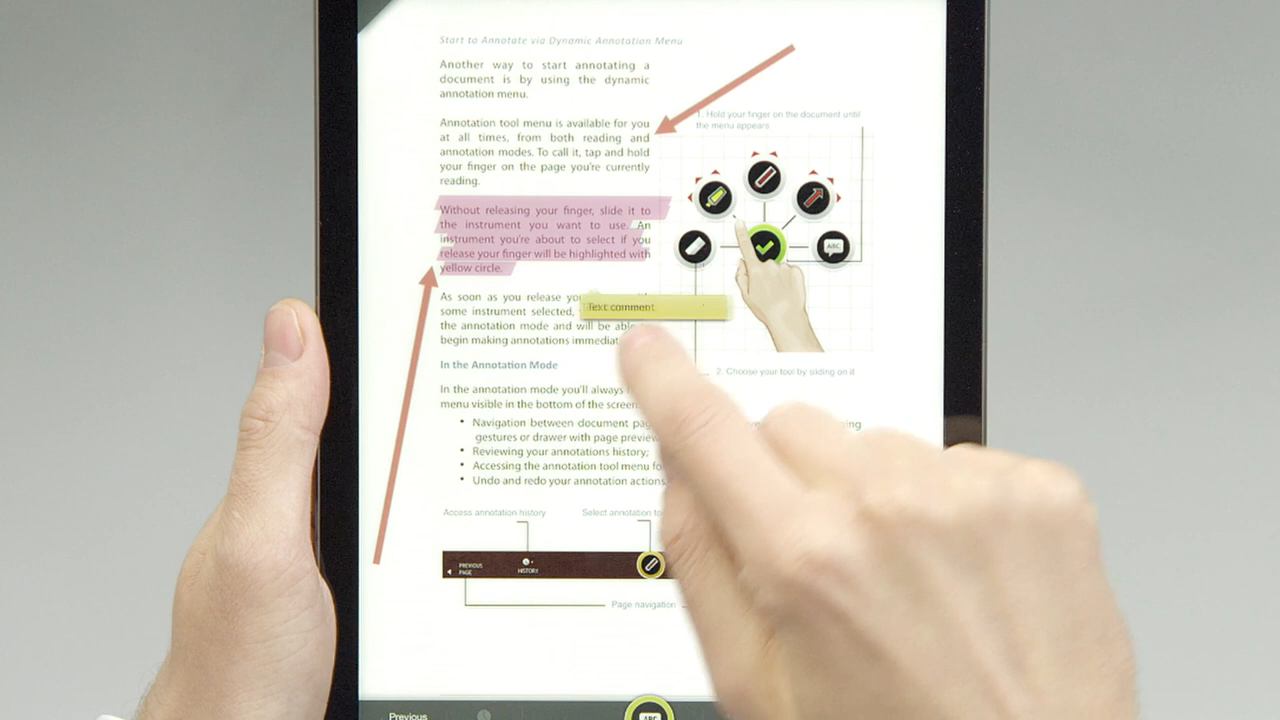 Start to Annotate via Dynamic Annotation Menu
Another way to start annotating a
document is by using the dynamic
annotation menu.
Annotation tool menu is available for you
at all times, from both reading and
annotation modes. To call it, tap and hold
your finger on the page you're currently
reading.
Without releasing your finger, slide it to
the instrument you want to use. An
instrument you're about to select if you
release your finger will be highlighted with
yellow circle.
As soon as you release
some instrument selected,
the annotation mode and will be able
begin making annotations
Text comment
In the Annotation Mode
In the annotation mode you'll always
menu visible in the bottom of the screen
Navigation between document
gestures or drawer with page preview
Reviewing your annotations history;
Accessing the annotation tool menu
Undo and redo your annotation actions
1. Hold your finger on the document until
the menu appears
ABC
2. Choose your tool by sliding on it
Access annotation history
Select annotation
PREVIOUS
PAGE
HISTORY
Page navigation
Previous
ABC